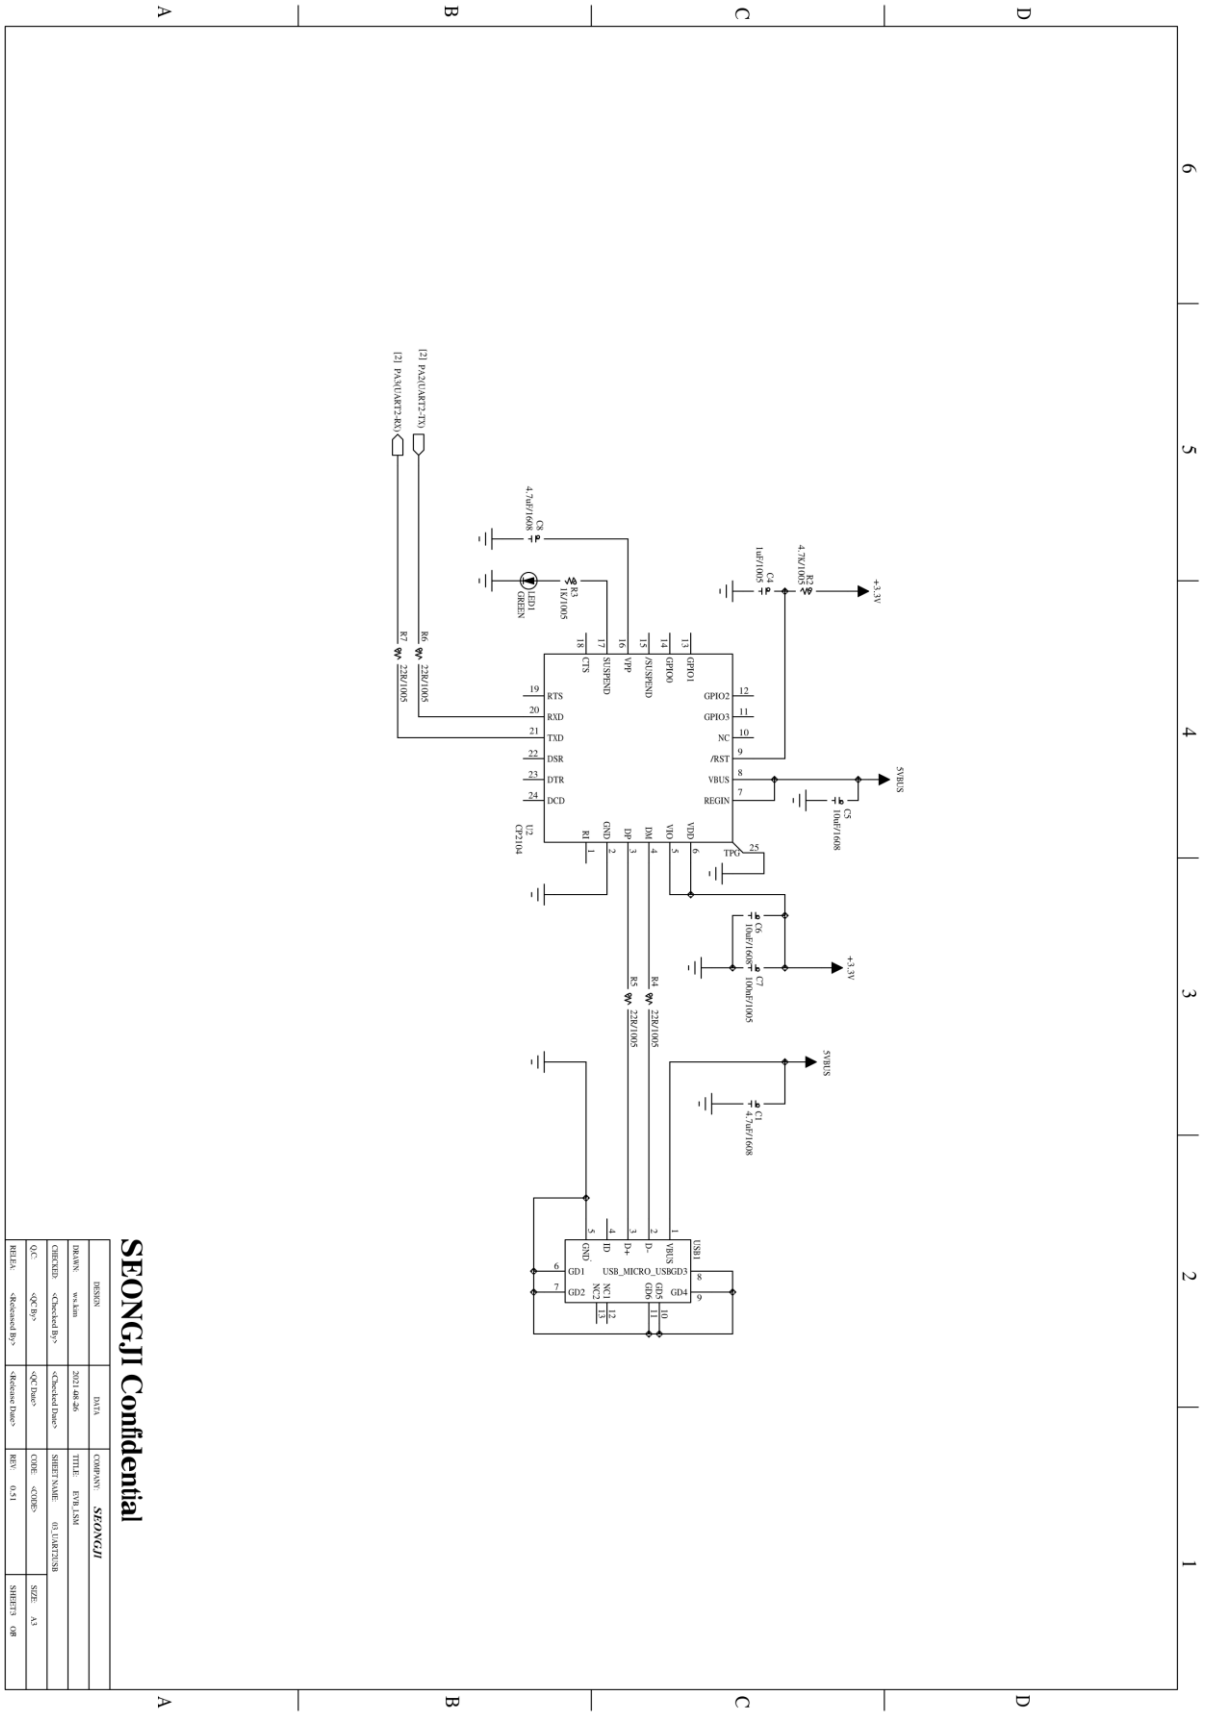 6
5
4
3
2
1
D
D
C
C
B
B
A
A
+3.3V
R2
4.7K/1005
C4
1uF/1005
5VBUS
C5
10uF/1608
+3.3V
C6
10uF/1608
C7
100nF/1005
5VBUS
C1
4.7uF/1608
C8
4.7uF/1608
R3
1K/1005
LED1
GREEN
[2] PA2(UART2-TX)
[2] PA3(UART2-RX)
R6 22R/1005
R7 22R/1005
R4 22R/1005
R5 22R/1005
13 GPIO1
14 GPIO0
15 /SUSPEND
16 VPP
17 SUSPEND
18 CTS
12 GPIO2
11 GPIO3
10 NC
9 /RST
8 VBUS
7 REGIN
19 RTS
20 RXD
21 TXD
22 DSR
23 DTR
24 DCD
25 TPG
VDD 6
VIO 5
DM 4
DP 3
GND 2
RI 1
U2
CP2104
USB1
USB_MICRO_USB
1 VBUS
2 D-
3 D+
4 ID
5 GND
6 GD1
7 GD2
GD3 8
GD4 9
GD5 10
GD6 11
NC1 12
NC2 13
SEONGJI Confidential
DESIGN DATA COMPANY: SEONGJI
DRAWN: ws.kim 2021-08-26 TITLE: EVB_LSM
CHECKED: <Checked By> <Checked Date> SHEET NAME: 03_UART2USB
Q.C: <QC By> <QC Date> CODE: <CODE> SIZE: A3
RELEA: <Released By> <Release Date> REV: 0.51 SHEET3 OF